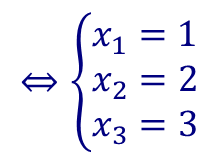 ⇔ { x₁ = 1
x₂ = 2
x₃ = 3